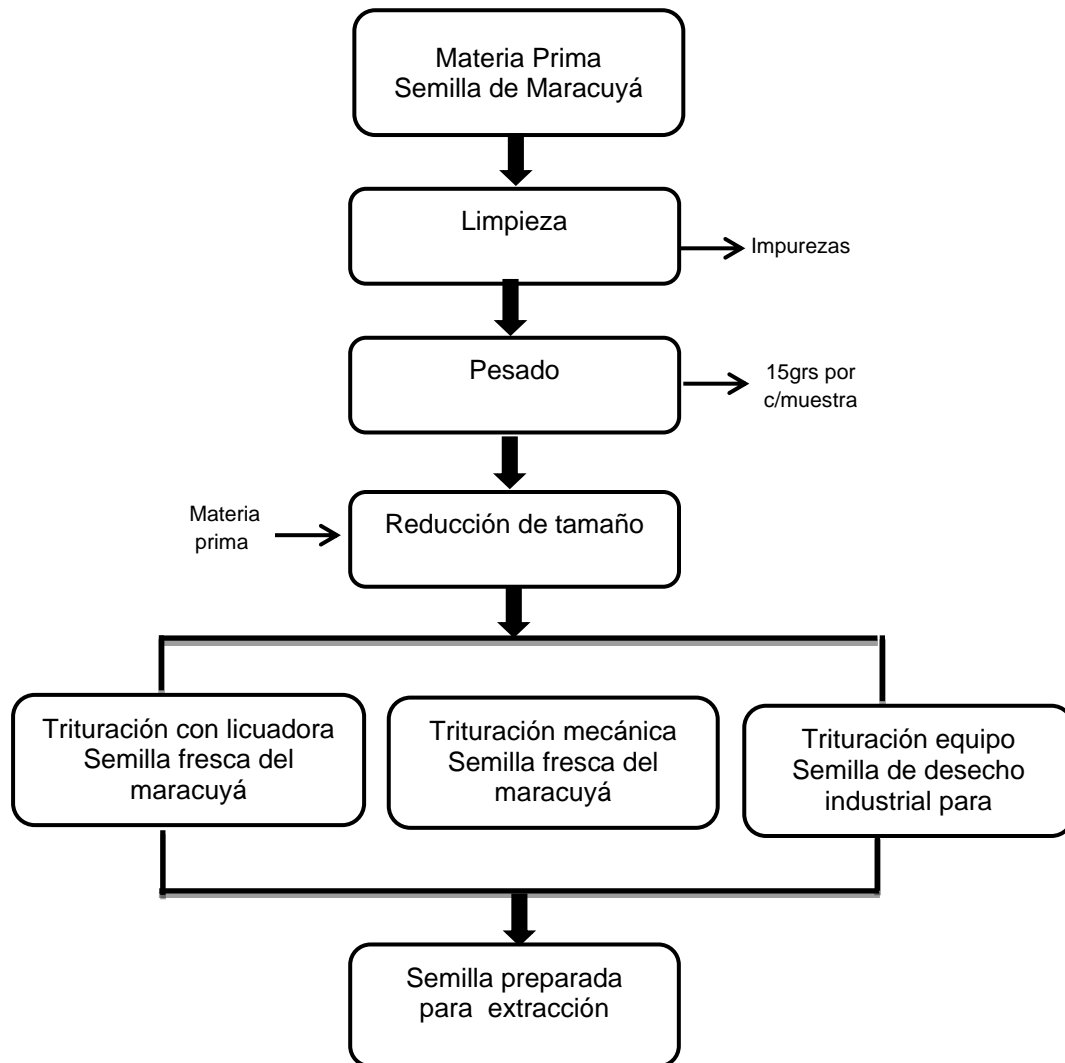 Materia Prima
Semilla de Maracuyá
Limpieza
Impurezas
Pesado
15grs por
c/muestra
Materia
prima
Reducción de tamaño
Trituración con licuadora
Semilla fresca del
maracuyá
Trituración mecánica
Semilla fresca del
maracuyá
Trituración equipo
Semilla de desecho
industrial para
Semilla preparada
para  extracción